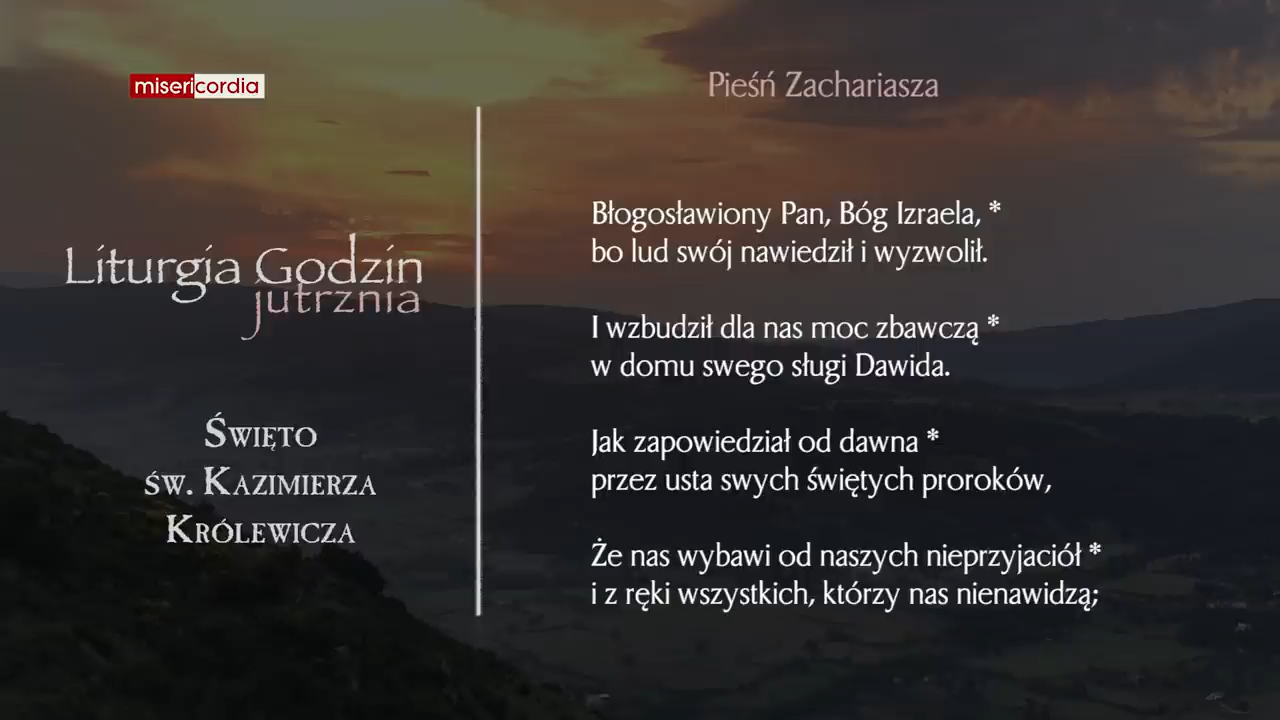 misericordia
Liturgia Godzin
jutrznia
Święto
św. Kazimierza
Królewicza
Pieśń Zachariasza
Błogosławiony Pan, Bóg Izraela, *
bo lud swój nawiedził i wyzwolił.
I wzbudził dla nas moc zbawczą *
w domu swego sługi Dawida.
Jak zapowiedział od dawna *
przez usta swych świętych proroków,
Że nas wybawi od naszych nieprzyjaciół *
i z ręki wszystkich, którzy nas nienawidzą;